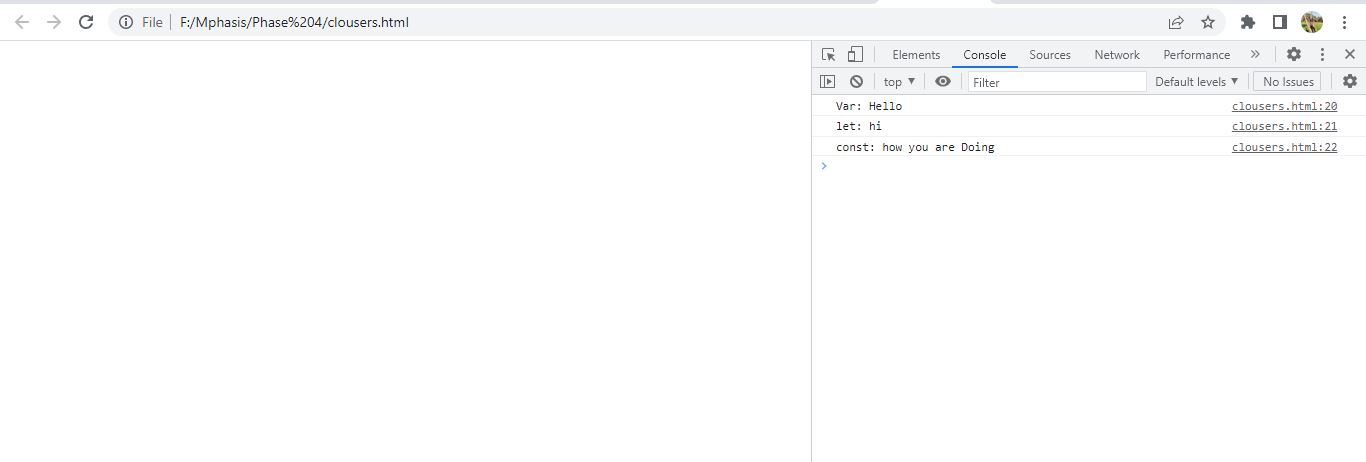 File F:/Mphasis/Phase%204/clousers.html
Elements Console Sources Network Performance
top Filter Default levels No Issues
Var: Hello clousers.html:20
let: hi clousers.html:21
const: how you are Doing clousers.html:22